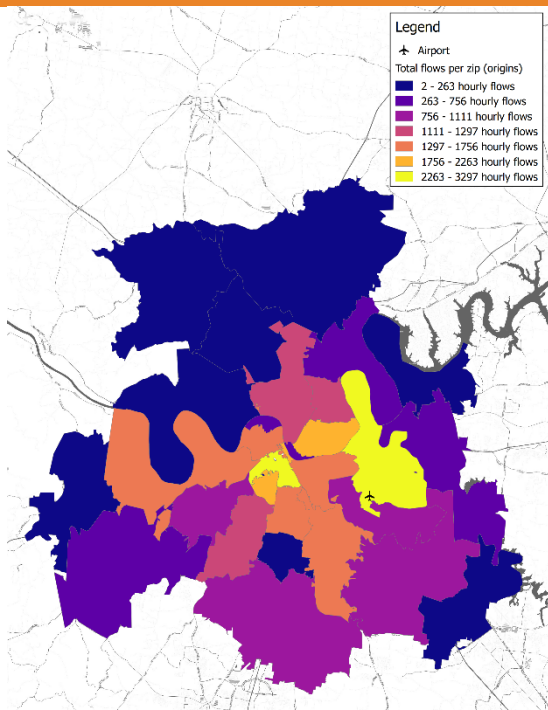 Legend
Airport
Total flows per zip (origins)
2 - 263 hourly flows
263 - 756 hourly flows
756 - 1111 hourly flows
1111 - 1297 hourly flows
1297 - 1756 hourly flows
1756 - 2263 hourly flows
2263 - 3297 hourly flows